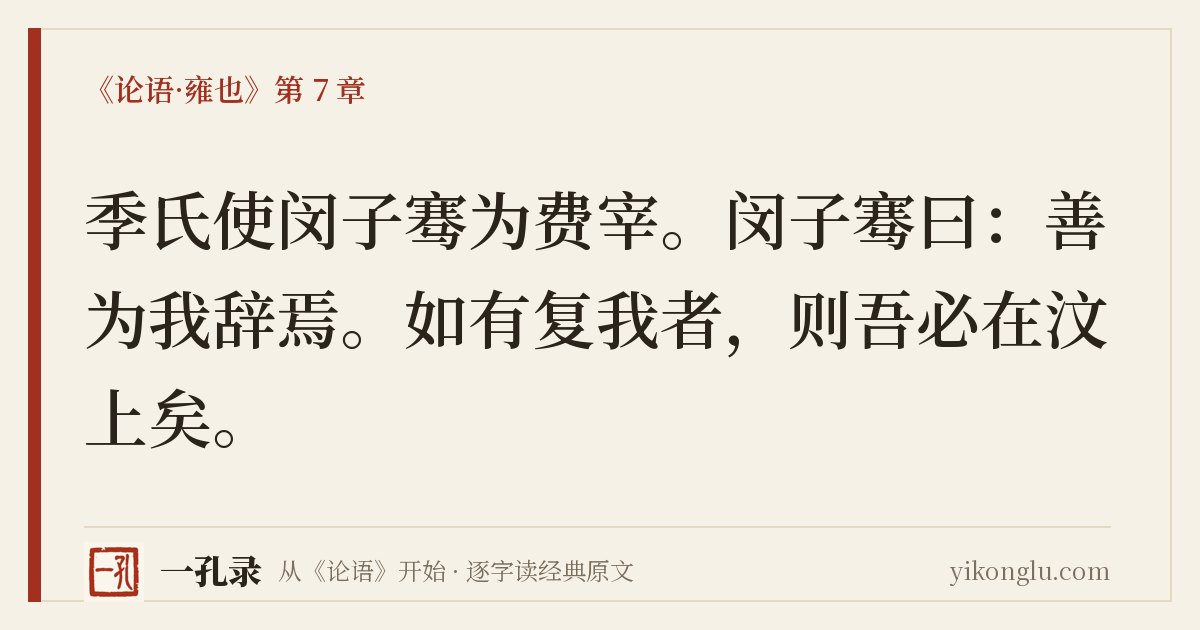 《论语·雍也》第 7 章
季氏使闵子骞为费宰。闵子骞曰：善
为我辞焉。如有复我者，则吾必在汶
上矣。
一孔
一孔录
从《论语》开始 · 逐字读经典原文
yikonglu.com